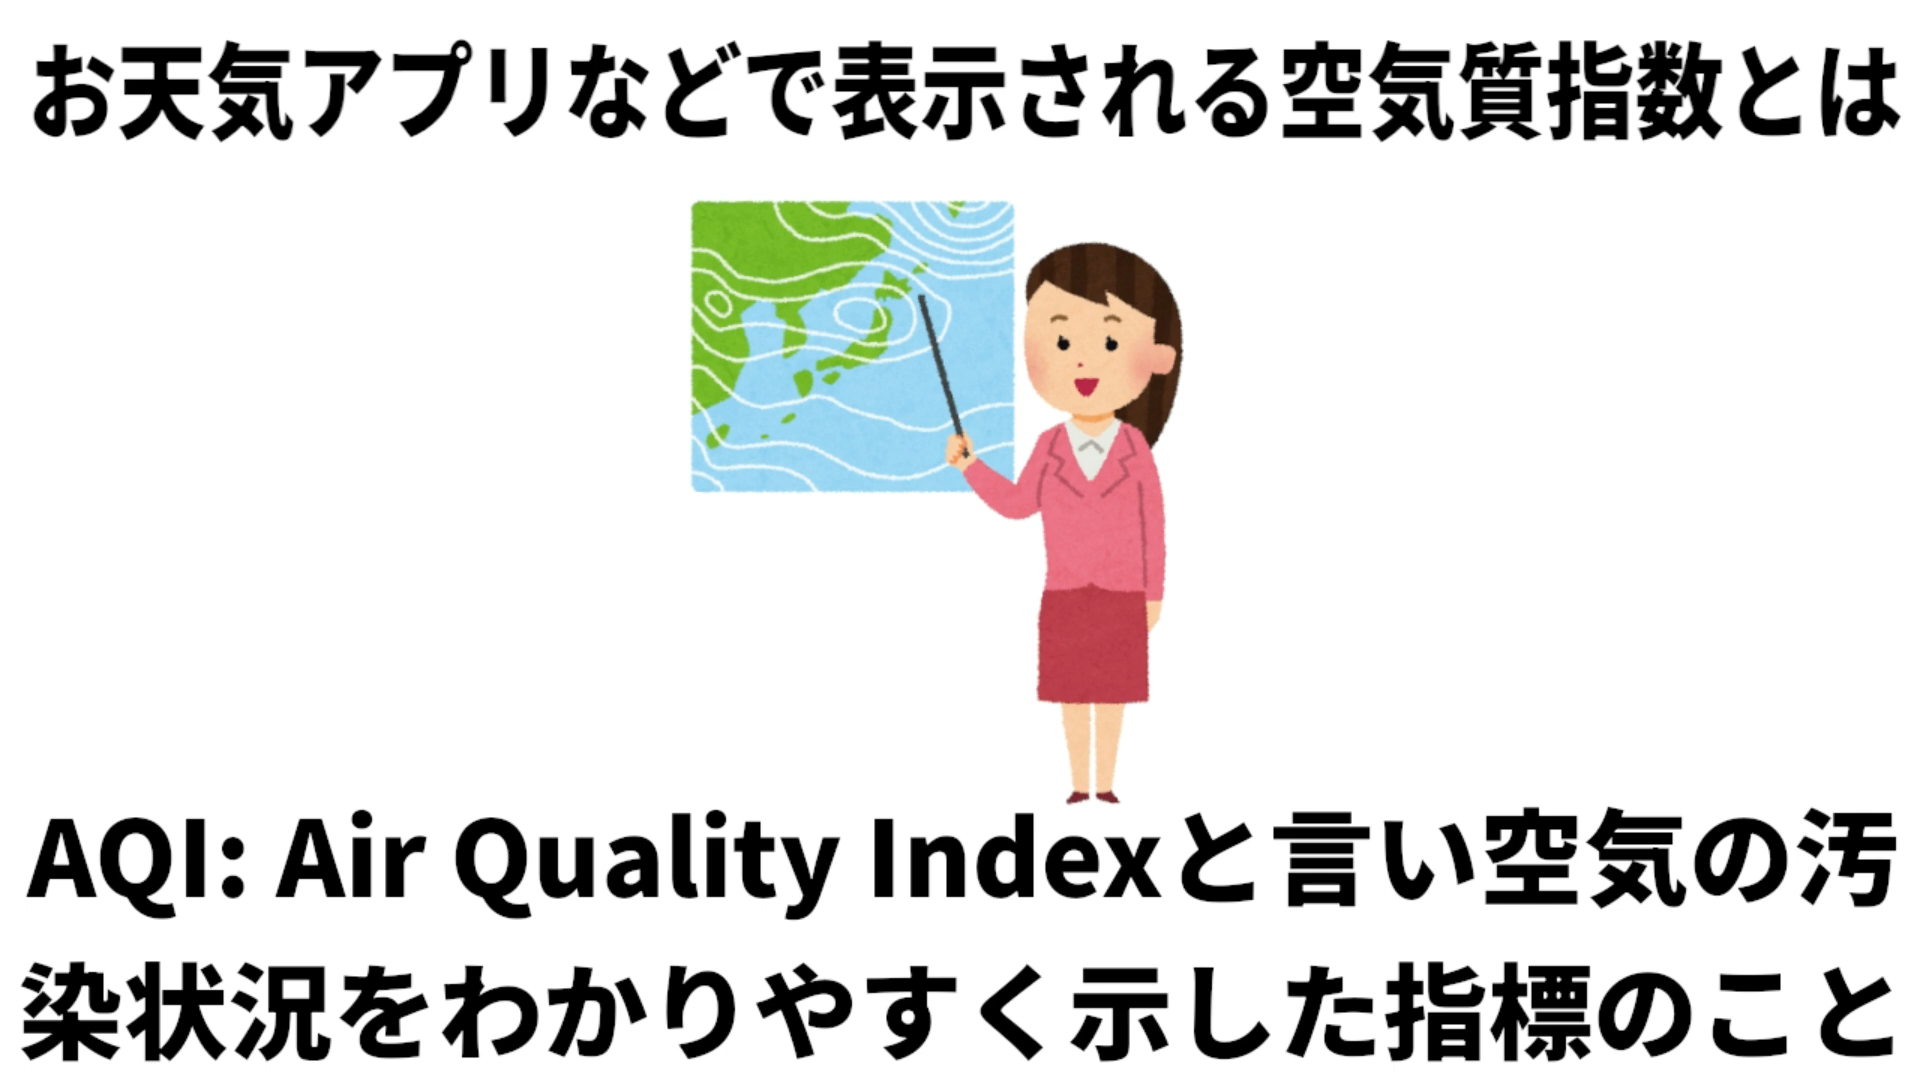 お天気アプリなどで表示される空気質指数とは
AQI: Air Quality Indexと言い空気の汚
染状況をわかりやすく示した指標のこと